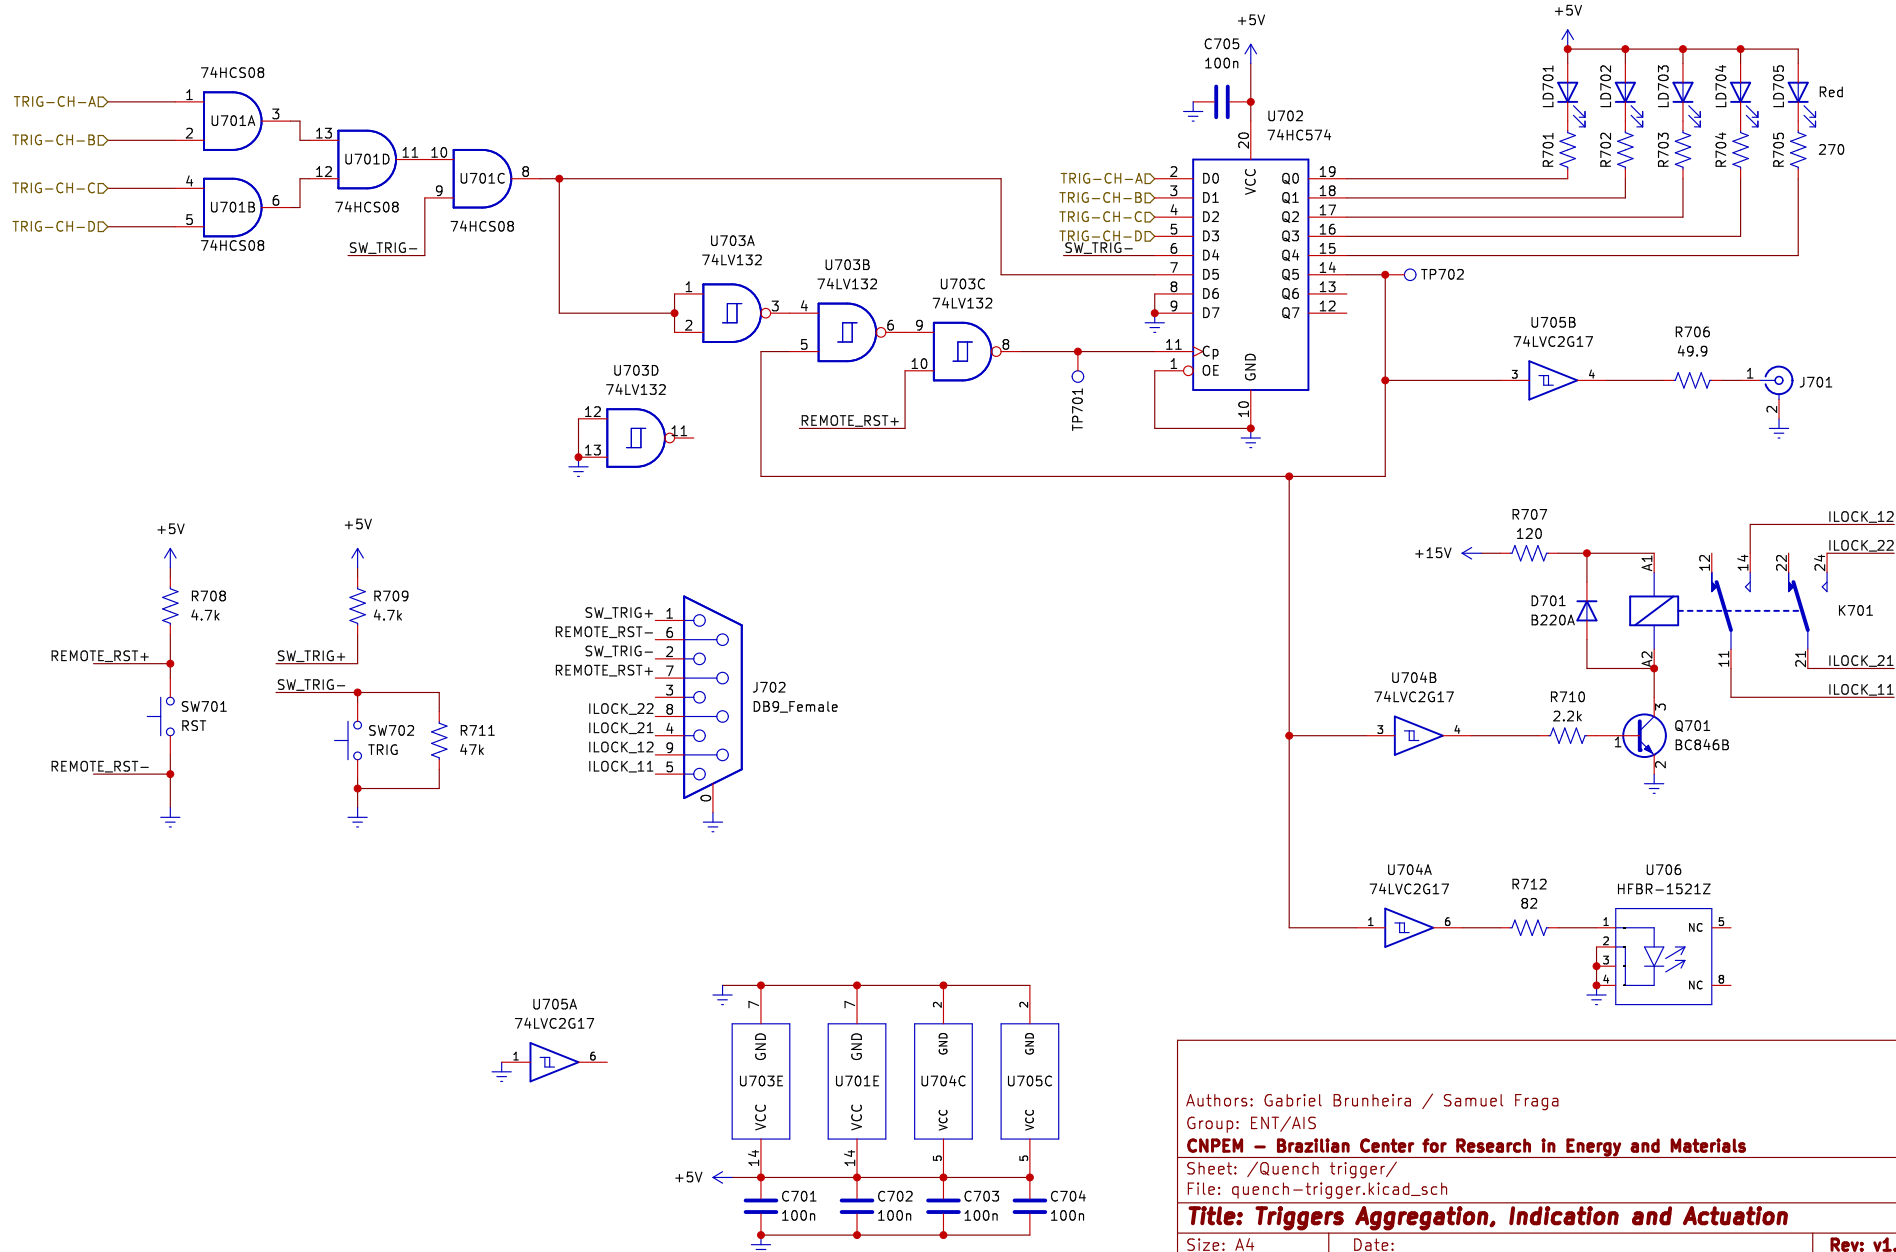 74HCS08
TRIG-CH-A
1
2
U701A
3
TRIG-CH-B
13
12
U701D
11
10
9
U701C
8
TRIG-CH-C
4
5
U701B
6
TRIG-CH-D
74HCS08
74HCS08
74HCS08
SW_TRIG-
U703A
74LV132
1
2
3
U703B
74LV132
4
5
6
U703C
74LV132
9
10
8
U703D
74LV132
12
13
11
REMOTE_RST+
TP701
+5V
C705
100n
U702
74HC574
20
VCC
TRIG-CH-A
2
D0
Q0
19
TRIG-CH-B
3
D1
Q1
18
TRIG-CH-C
4
D2
Q2
17
TRIG-CH-D
5
D3
Q3
16
SW_TRIG-
6
D4
Q4
15
7
D5
Q5
14
TP702
8
D6
Q6
13
9
D7
Q7
12
11
Cp
1
OE
GND
10
+5V
LD701
LD702
LD703
LD704
LD705
Red
R701
R702
R703
R704
R705
270
U705B
74LVC2G17
3
4
R706
49.9
1
J701
2
+5V
R708
4.7k
REMOTE_RST+
SW701
RST
REMOTE_RST-
+5V
R709
4.7k
SW_TRIG+
SW_TRIG-
SW702
TRIG
R711
47k
SW_TRIG+
1
REMOTE_RST-
6
SW_TRIG-
2
REMOTE_RST+
7
3
ILOCK_22
8
ILOCK_21
4
ILOCK_12
9
ILOCK_11
5
0
J702
DB9_Female
R707
120
+15V
D701
B220A
A1
A2
12
14
22
24
11
21
K701
ILOCK_12
ILOCK_22
ILOCK_21
ILOCK_11
U704B
74LVC2G17
3
4
R710
2.2k
1
3
2
Q701
BC846B
U704A
74LVC2G17
1
6
R712
82
U706
HFBR-1521Z
1
2
3
4
NC
5
NC
8
U705A
74LVC2G17
1
6
7
7
2
2
GND
GND
GND
GND
U703E
U701E
U704C
U705C
VCC
VCC
VCC
VCC
14
14
5
5
+5V
C701
100n
C702
100n
C703
100n
C704
100n
Authors: Gabriel Brunheira / Samuel Fraga
Group: ENT/AIS
CNPEM - Brazilian Center for Research in Energy and Materials
Sheet: /Quench trigger/
File: quench-trigger.kicad_sch
Title: Triggers Aggregation, Indication and Actuation
Size: A4
Date:
Rev: v1.